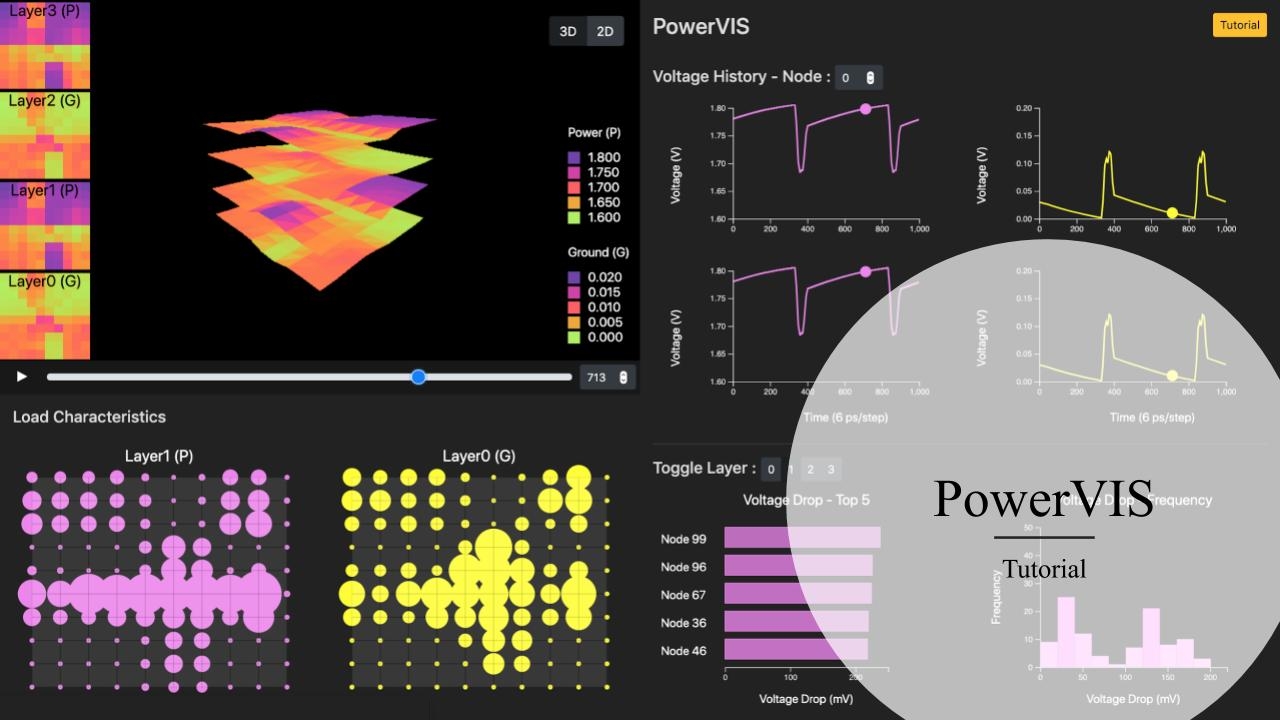 Layer3 (P)
Layer2 (G)
Layer1 (P)
Layer0 (G)
3D 2D
Power (P)
1.800
1.750
1.700
1.650
1.600
Ground (G)
0.020
0.015
0.010
0.005
0.000
713
Load Characteristics
Layer1 (P)
Layer0 (G)
PowerVIS
Tutorial
Voltage History - Node : 0
Voltage (V)
1.80
1.75
1.70
1.65
1.60
0 200 400 600 800 1,000
Voltage (V)
0.20
0.15
0.10
0.05
0.00
0 200 400 600 800 1,000
Voltage (V)
1.80
1.75
1.70
1.65
1.60
0 200 400 600 800 1,000
Time (6 ps/step)
Voltage (V)
0.20
0.15
0.10
0.05
0.00
0 200 400 600 800 1,000
Time (6 ps/step)
Toggle Layer : 0 1 2 3
Voltage Drop - Top 5
Node 99
Node 96
Node 67
Node 36
Node 46
0 100 200
Voltage Drop (mV)
Voltage Drop - Frequency
Frequency
50
40
30
20
10
0
0 50 100 150 200
Voltage Drop (mV)
PowerVIS
Tutorial